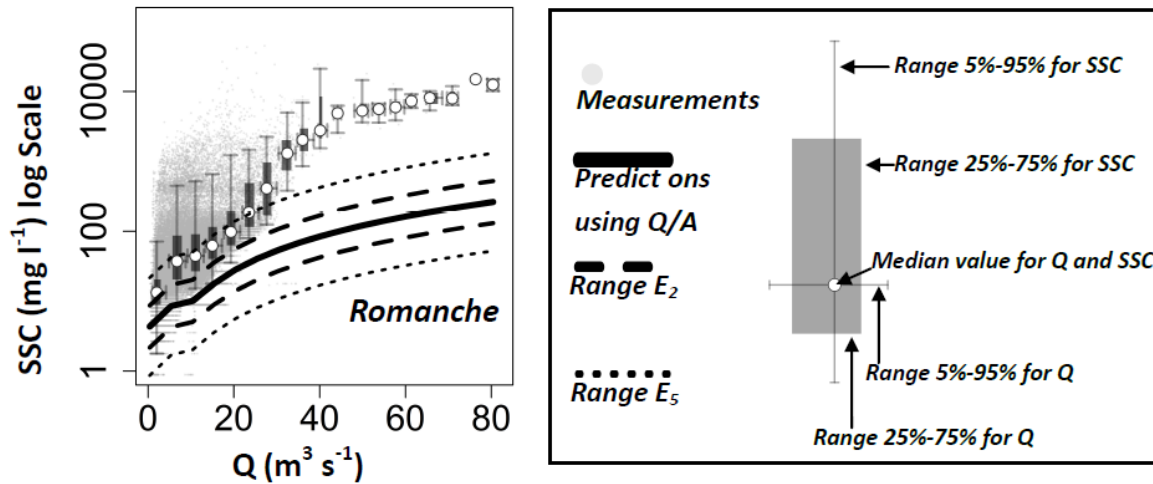 SSC (mg l⁻¹) log Scale
10000
100
1
Romanche
0 20 40 60 80
Q (m³ s⁻¹)
Measurements
Predict ons
using Q/A
Range E₂
Range E₅
Range 5%-95% for SSC
Range 25%-75% for SSC
Median value for Q and SSC
Range 5%-95% for Q
Range 25%-75% for Q